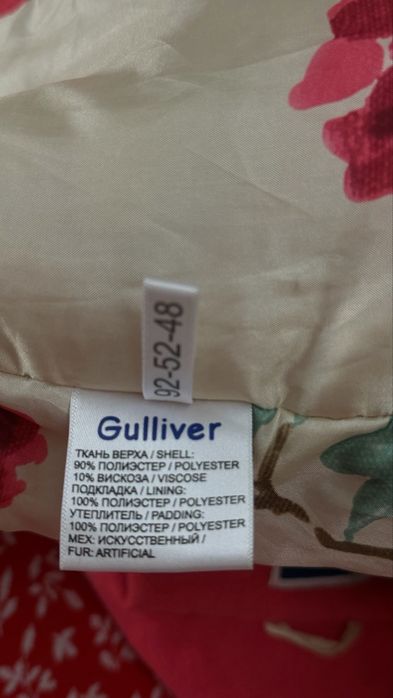 92-52-48
Gulliver
ТКАНЬ ВЕРХА / SHELL:
90% ПОЛИЭСТЕР / POLYESTER
10% ВИСКОЗА / VISCOSE
ПОДКЛАДКА / LINING:
100% ПОЛИЭСТЕР / POLYESTER
УТЕПЛИТЕЛЬ / PADDING:
100% ПОЛИЭСТЕР / POLYESTER
МЕХ: ИСКУССТВЕННЫЙ /
FUR: ARTIFICIAL